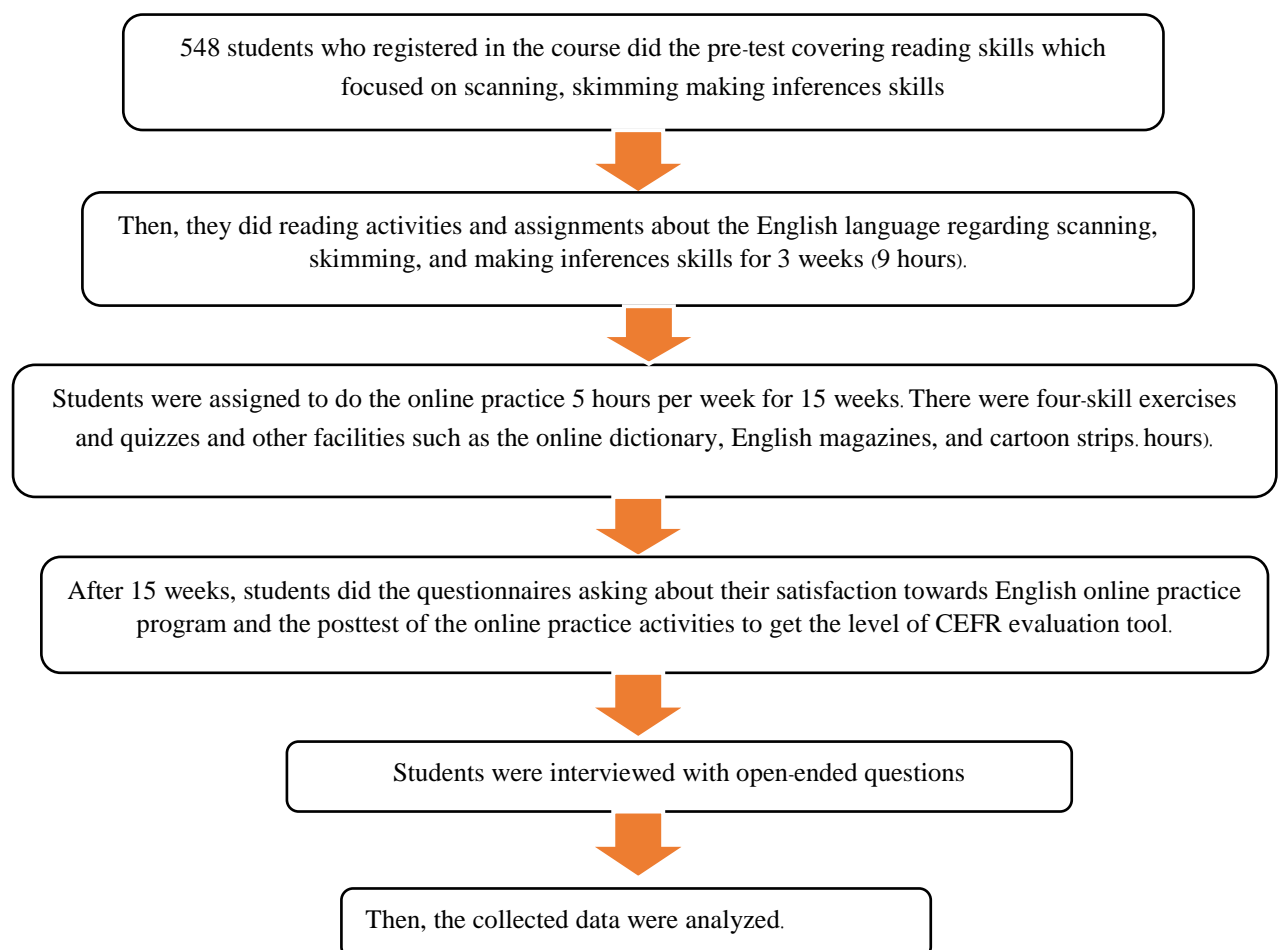 548 students who registered in the course did the pre-test covering reading skills which
focused on scanning, skimming making inferences skills
Then, they did reading activities and assignments about the English language regarding scanning,
skimming, and making inferences skills for 3 weeks (9 hours).
Students were assigned to do the online practice 5 hours per week for 15 weeks. There were four-skill exercises
and quizzes and other facilities such as the online dictionary, English magazines, and cartoon strips. hours).
After 15 weeks, students did the questionnaires asking about their satisfaction towards English online practice
program and the posttest of the online practice activities to get the level of CEFR evaluation tool.
Students were interviewed with open-ended questions
Then, the collected data were analyzed.